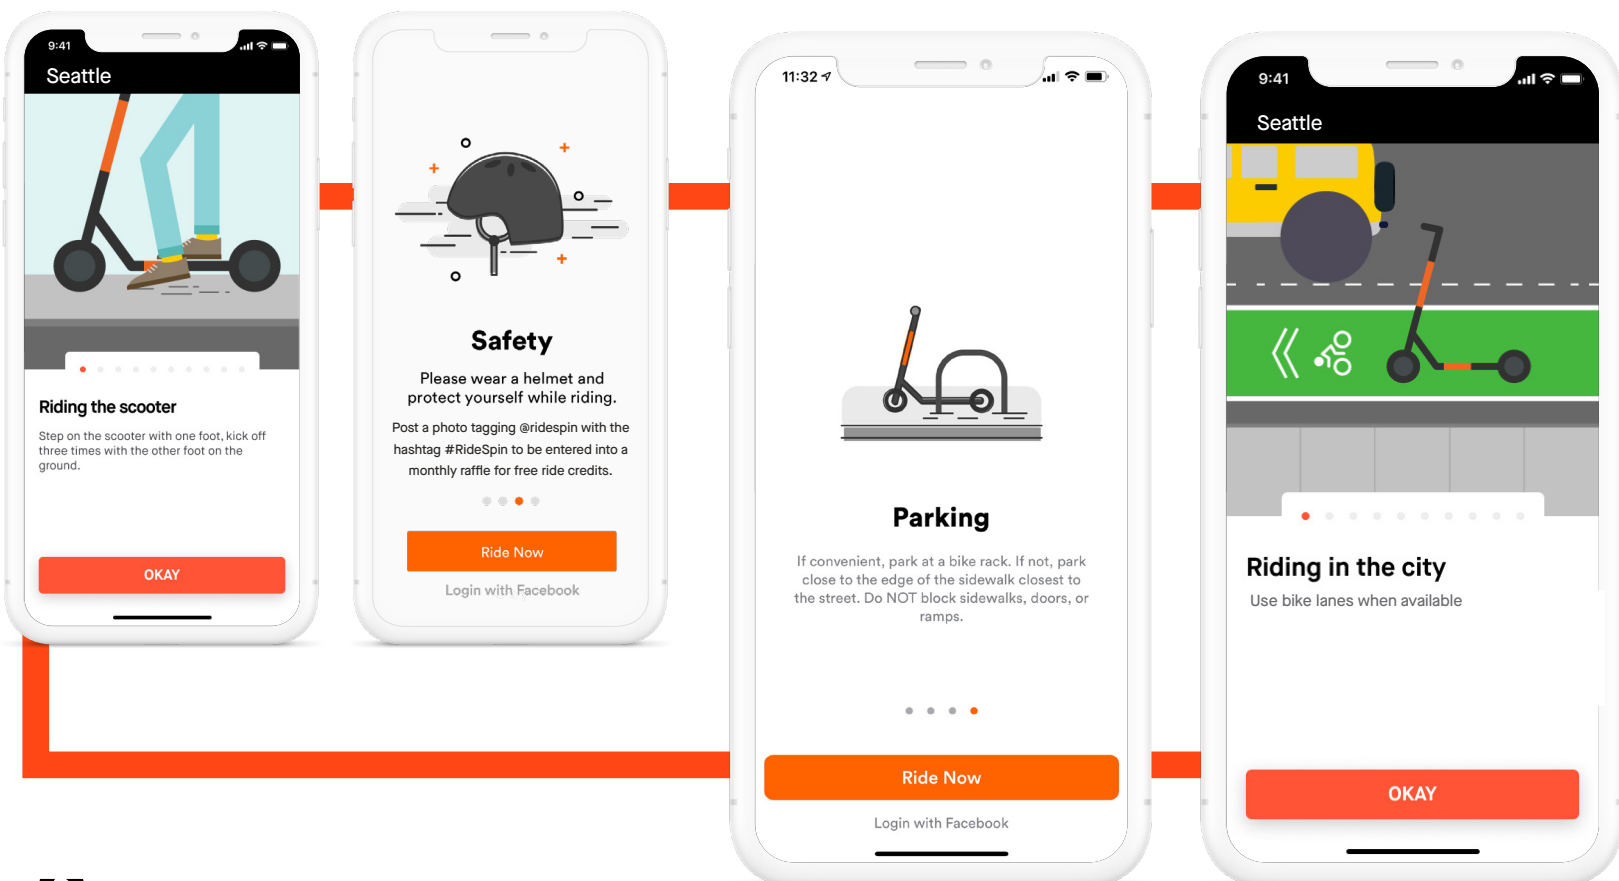 9:41
Seattle
Riding the scooter
Step on the scooter with one foot, kick off
three times with the other foot on the
ground.
OKAY
Safety
Please wear a helmet and
protect yourself while riding.
Post a photo tagging @ridespin with the
hashtag #RideSpin to be entered into a
monthly raffle for free ride credits.
Ride Now
Login with Facebook
11:32
Parking
If convenient, park at a bike rack. If not, park
close to the edge of the sidewalk closest to
the street. Do NOT block sidewalks, doors, or
ramps.
Ride Now
Login with Facebook
9:41
Seattle
Riding in the city
Use bike lanes when available
OKAY